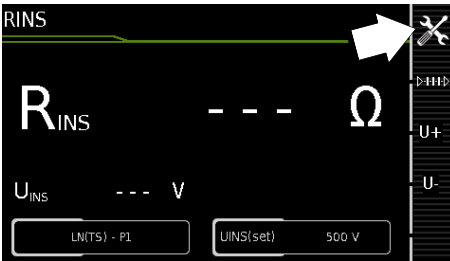 RINS
RINS - - - Ω
U+
UINS - - - V
U-
LN(TS) - P1
UINS(set) 500 V